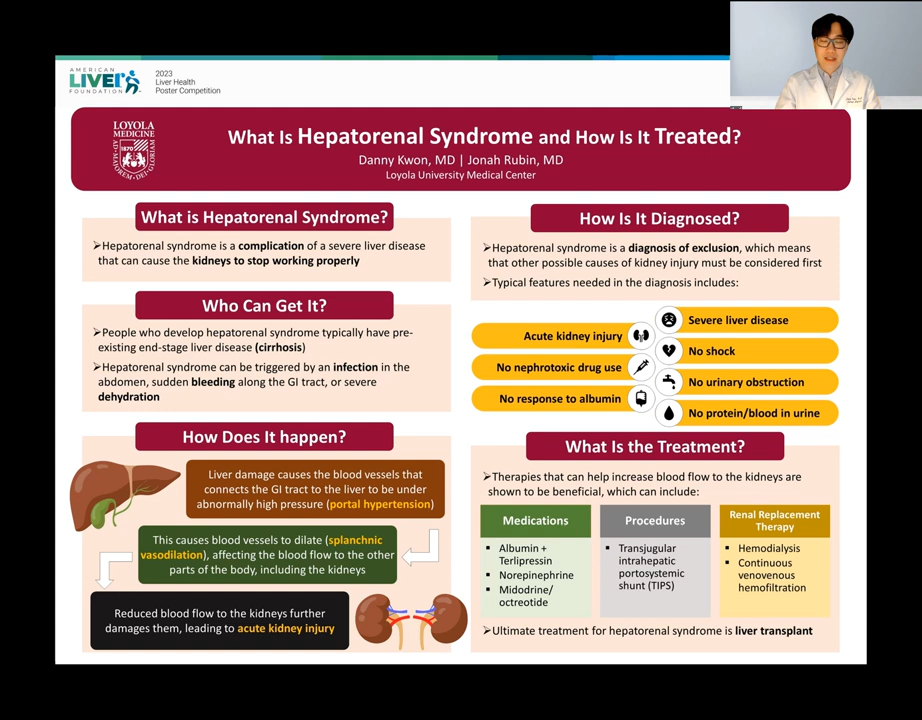 AMERICAN
LIVER
FOUNDATION
2023
Liver Health
Poster Competition
LOYOLA
MEDICINE
1870
AD·MAJOREM·DEI·GLORIAM
What Is Hepatorenal Syndrome and How Is It Treated?
Danny Kwon, MD | Jonah Rubin, MD
Loyola University Medical Center
What is Hepatorenal Syndrome?
➢Hepatorenal syndrome is a complication of a severe liver disease
that can cause the kidneys to stop working properly
Who Can Get It?
➢People who develop hepatorenal syndrome typically have pre-
existing end-stage liver disease (cirrhosis)
➢Hepatorenal syndrome can be triggered by an infection in the
abdomen, sudden bleeding along the GI tract, or severe
dehydration
How Does It happen?
Liver damage causes the blood vessels that
connects the GI tract to the liver to be under
abnormally high pressure (portal hypertension)
This causes blood vessels to dilate (splanchnic
vasodilation), affecting the blood flow to the other
parts of the body, including the kidneys
Reduced blood flow to the kidneys further
damages them, leading to acute kidney injury
How Is It Diagnosed?
➢Hepatorenal syndrome is a diagnosis of exclusion, which means
that other possible causes of kidney injury must be considered first
➢Typical features needed in the diagnosis includes:
Severe liver disease
Acute kidney injury
No shock
No nephrotoxic drug use
No urinary obstruction
No response to albumin
No protein/blood in urine
What Is the Treatment?
➢Therapies that can help increase blood flow to the kidneys are
shown to be beneficial, which can include:
Medications
▪ Albumin +
Terlipressin
▪ Norepinephrine
▪ Midodrine/
octreotide
Procedures
▪ Transjugular
intrahepatic
portosystemic
shunt (TIPS)
Renal Replacement
Therapy
▪ Hemodialysis
▪ Continuous
venovenous
hemofiltration
➢Ultimate treatment for hepatorenal syndrome is liver transplant